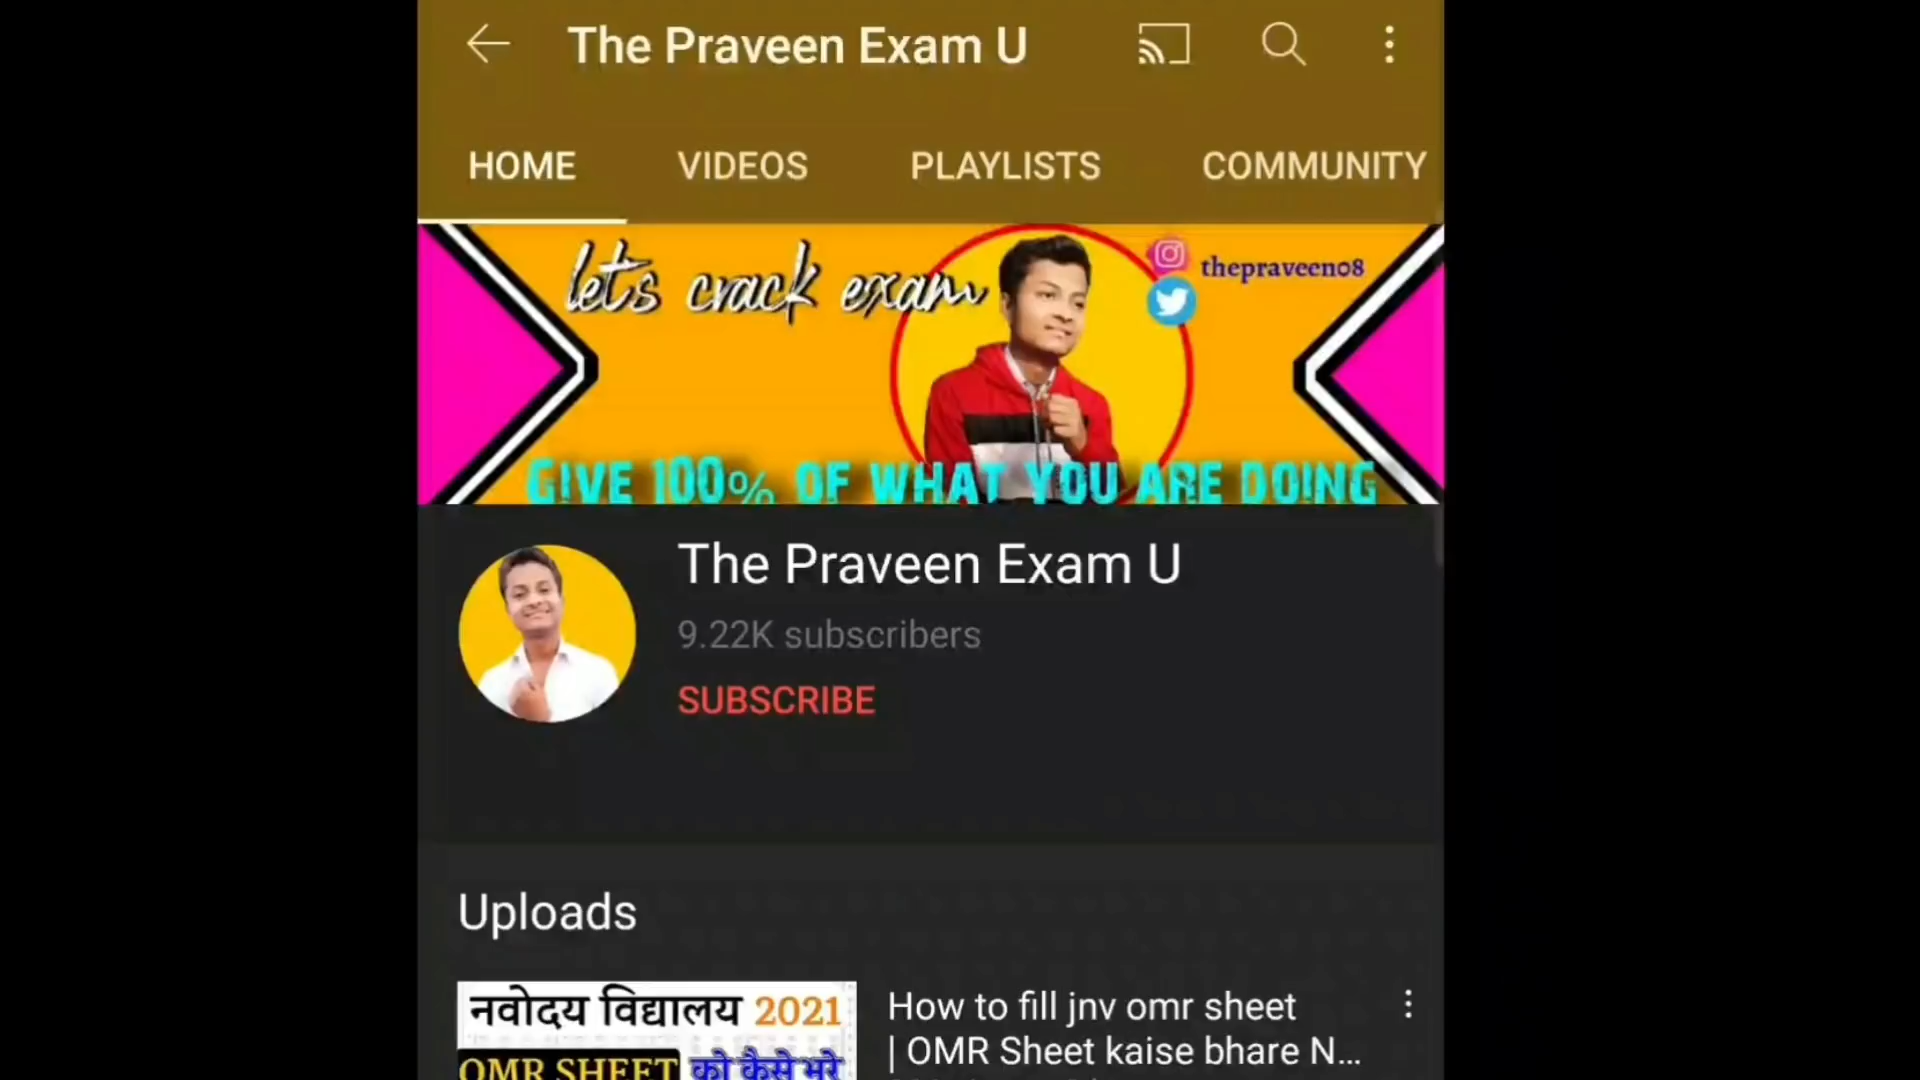 The Praveen Exam U
HOME VIDEOS PLAYLISTS COMMUNITY
let's crack exam
thepraveen08
GIVE 100% OF WHAT YOU ARE DOING
The Praveen Exam U
9.22K subscribers
SUBSCRIBE
Uploads
नवोदय विद्यालय 2021
OMR SHEET को कैसे भरे
How to fill jnv omr sheet
| OMR Sheet kaise bhare N...